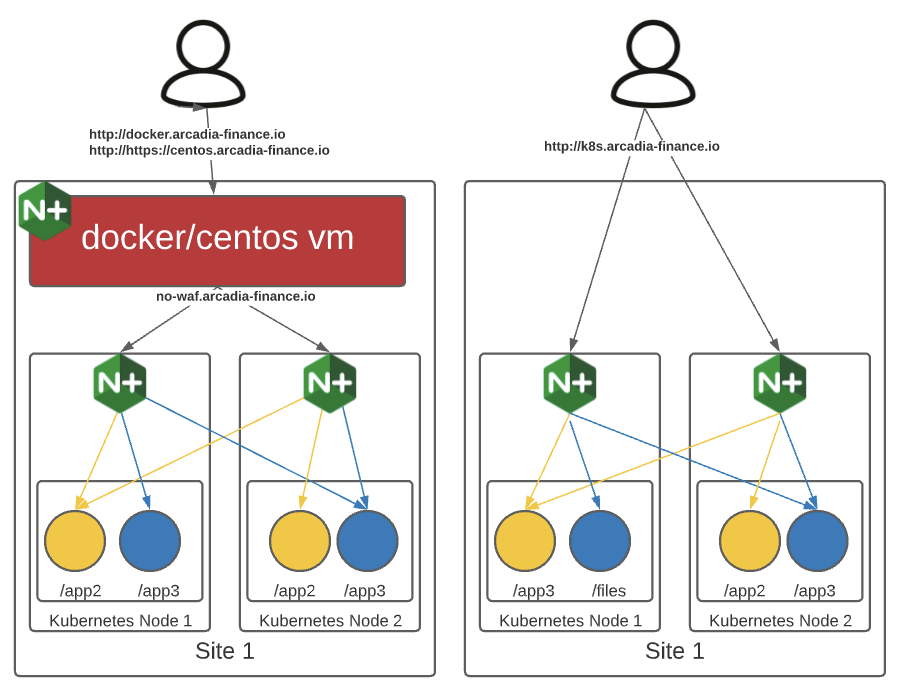 http://docker.arcadia-finance.io
http://https://centos.arcadia-finance.io
N+
docker/centos vm
no-waf.arcadia-finance.io
N+
N+
/app2
/app3
/app2
/app3
Kubernetes Node 1
Kubernetes Node 2
Site 1
http://k8s.arcadia-finance.io
N+
N+
/app3
/files
/app2
/app3
Kubernetes Node 1
Kubernetes Node 2
Site 1